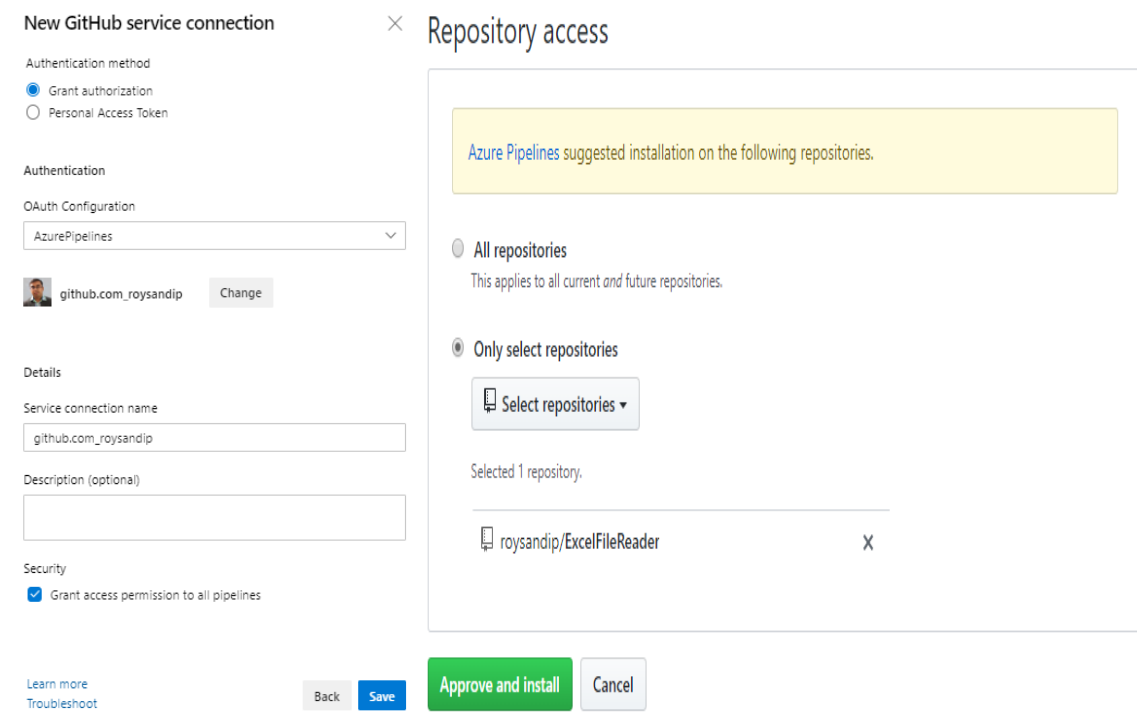 New GitHub service connection
Authentication method
Grant authorization
Personal Access Token
Authentication
OAuth Configuration
AzurePipelines
github.com_roysandip
Change
Details
Service connection name
github.com_roysandip
Description (optional)
Security
Grant access permission to all pipelines
Learn more
Troubleshoot
Back
Save
Repository access
Azure Pipelines suggested installation on the following repositories.
All repositories
This applies to all current and future repositories.
Only select repositories
Select repositories
Selected 1 repository.
roysandip/ExcelFileReader
Approve and install
Cancel